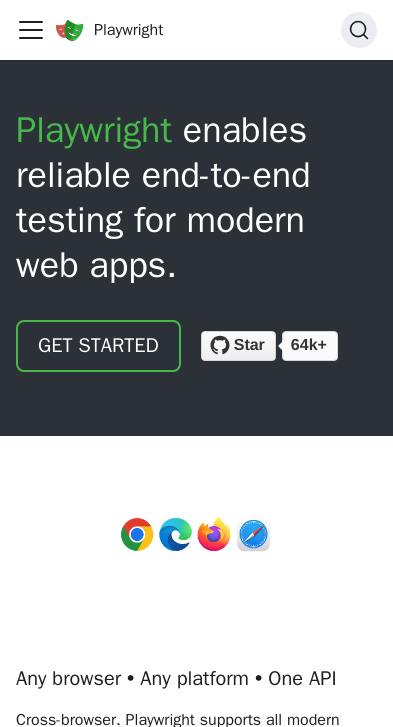 Playwright
Playwright enables
reliable end-to-end
testing for modern
web apps.
GET STARTED
Star
64k+
Any browser • Any platform • One API
Cross-browser. Playwright supports all modern